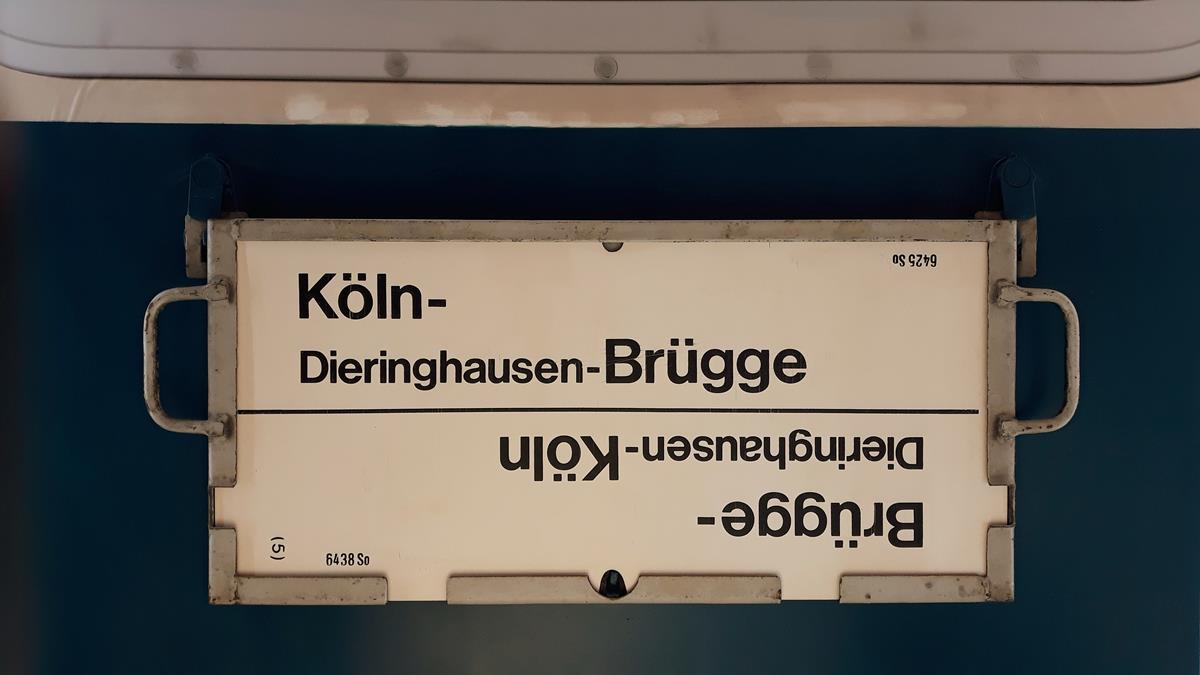 Köln-
Dieringhausen-Brügge
6425 So
Brügge-
Dieringhausen-Köln
(5)
6438 So